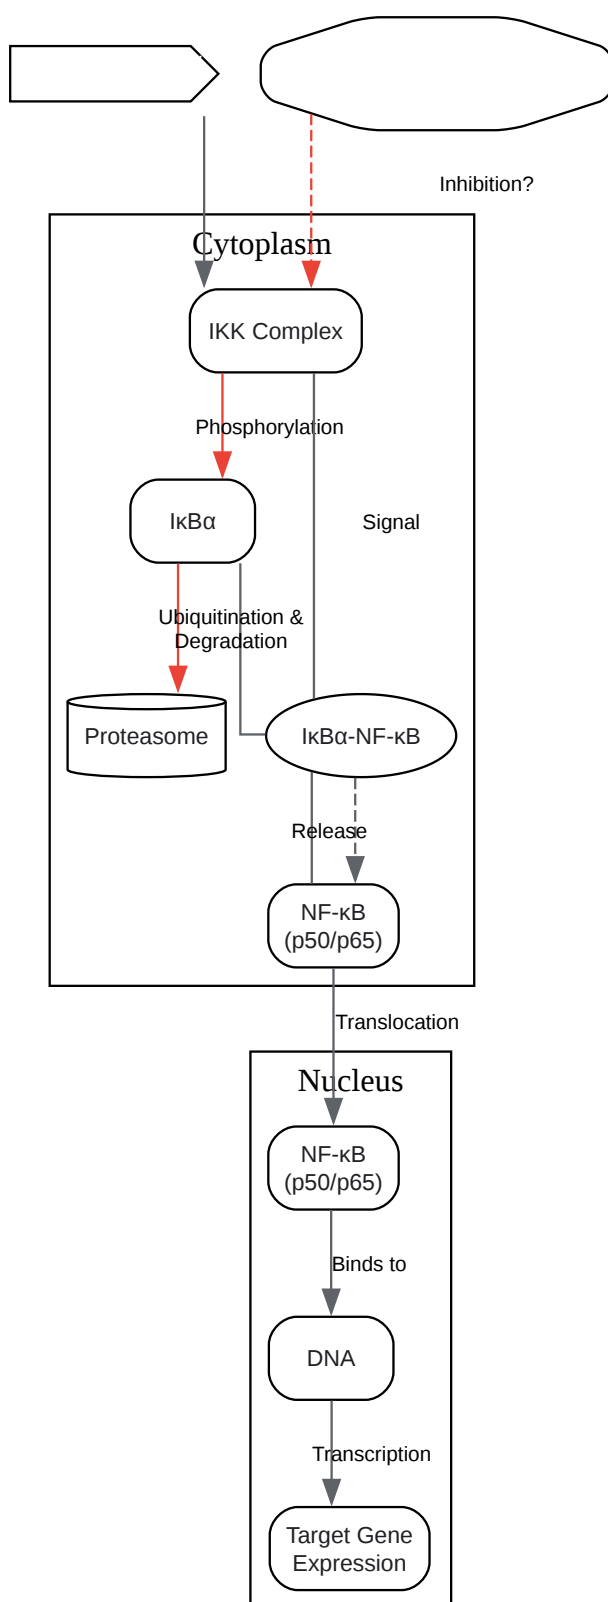 Inhibition?
Cytoplasm
IKK Complex
Phosphorylation
IκBα
Signal
Ubiquitination &
Degradation
Proteasome
IκBα-NF-κB
Release
NF-κB
(p50/p65)
Translocation
Nucleus
NF-κB
(p50/p65)
Binds to
DNA
Transcription
Target Gene
Expression